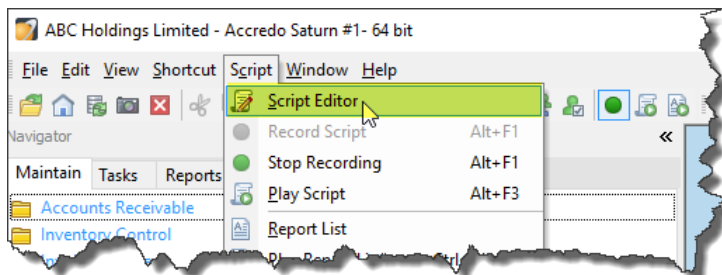 ABC Holdings Limited - Accredo Saturn #1- 64 bit
File Edit View Shortcut Script Window Help
Script Editor
Navigator
Record Script Alt+F1
Maintain Tasks Reports
Stop Recording Alt+F1
Accounts Receivable
Play Script Alt+F3
Inventory Control
Report List